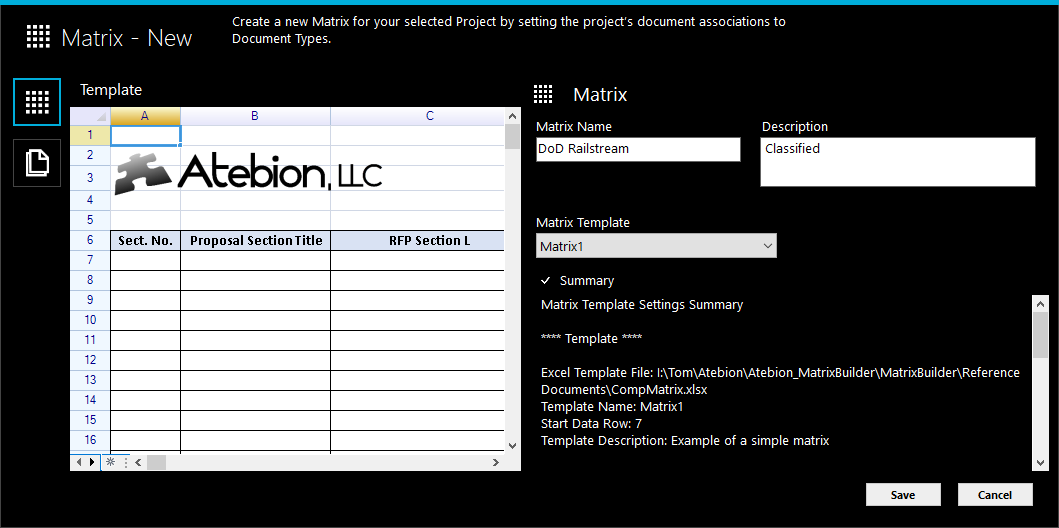 Matrix - New
Create a new Matrix for your selected Project by setting the project's document associations to
Document Types.
Template
A B C
1
2
3
4
5
6
7
8
9
10
11
12
13
14
15
16
Atebion, LLC
Sect. No. Proposal Section Title RFP Section L
Matrix
Matrix Name
DoD Railstream
Description
Classified
Matrix Template
Matrix1
Summary
Matrix Template Settings Summary
**** Template ****
Excel Template File: I:\Tom\Atebion\Atebion_MatrixBuilder\MatrixBuilder\Reference
Documents\CompMatrix.xlsx
Template Name: Matrix1
Start Data Row: 7
Template Description: Example of a simple matrix
Save
Cancel